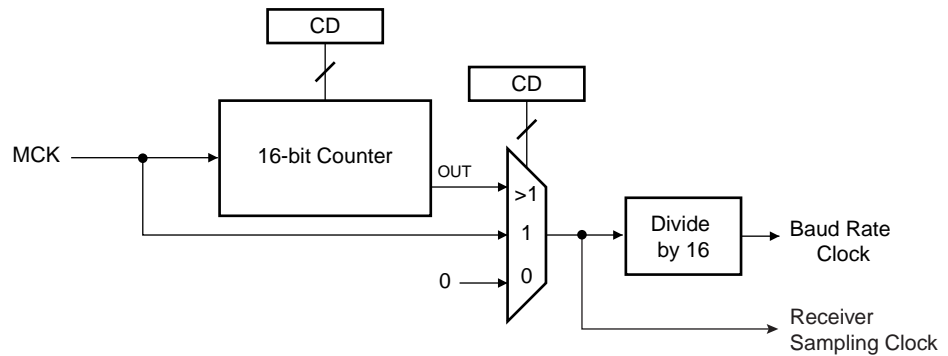 CD
CD
MCK
16-bit Counter
OUT
>1
1
0
0
Divide
by 16
Baud Rate
Clock
Receiver
Sampling Clock